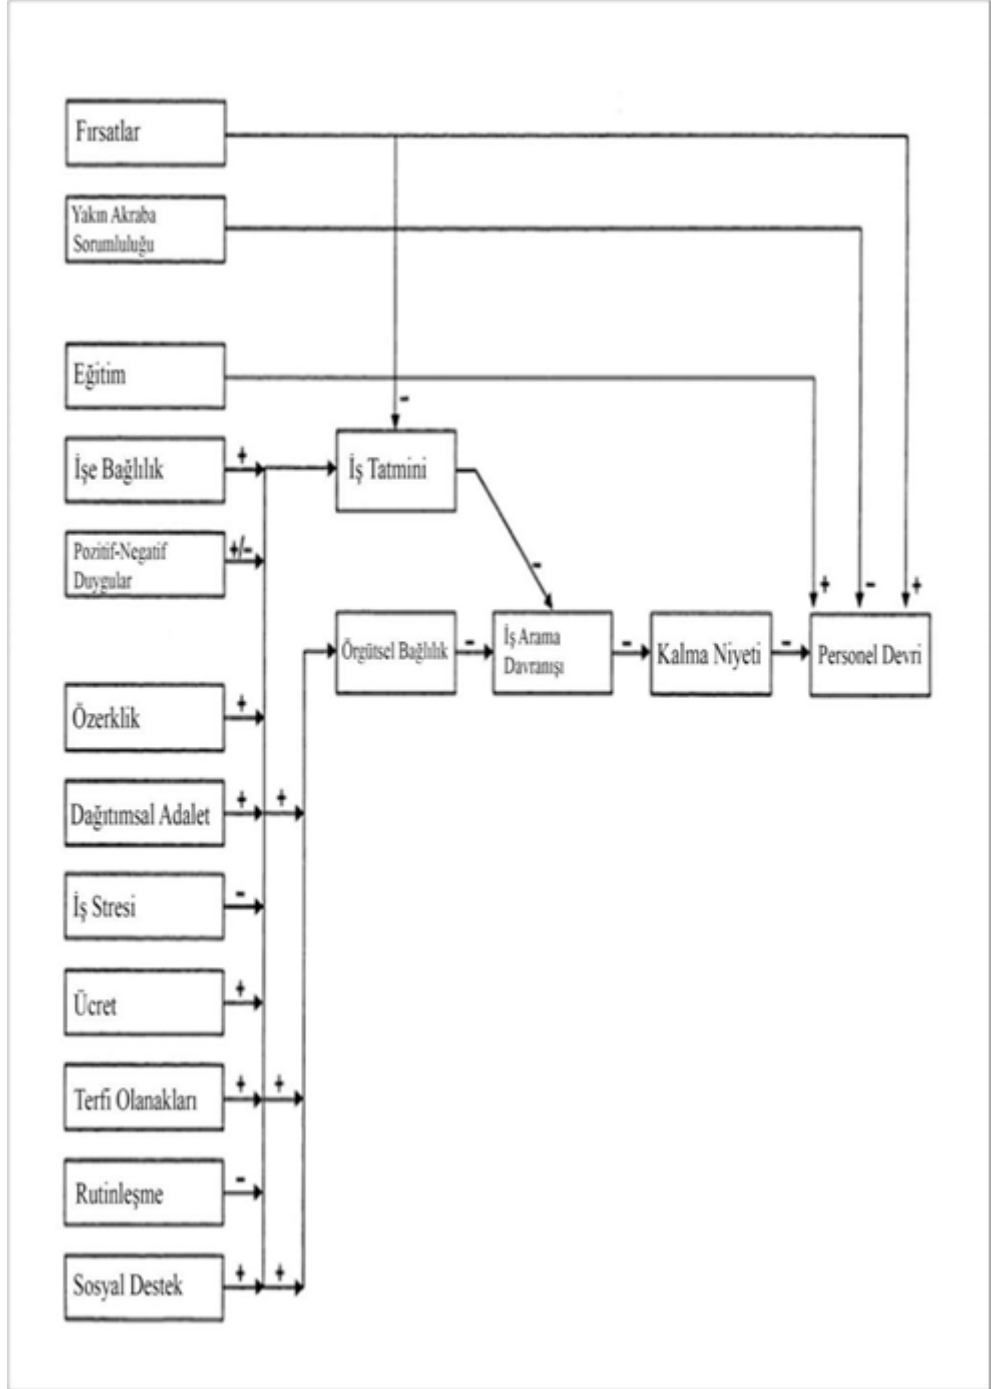 Fırsatlar
Yakın Akraba
Sorumluluğu
Eğitim
-
İşe Bağlılık
+
İş Tatmini
Pozitif-Negatif
Duygular
+/-
-
+
-
+
Örgütsel Bağlılık
-
İş Arama
Davranışı
-
Kalma Niyeti
-
Personel Devri
Özerklik
+
Dağıtımsal Adalet
+
+
İş Stresi
-
Ücret
+
Terfi Olanakları
+
+
Rutinleşme
-
Sosyal Destek
+
+